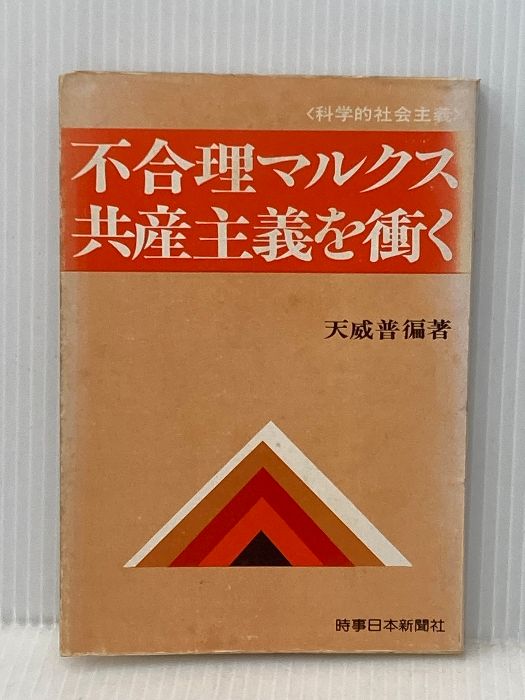 〈科学的社会主義〉
不合理マルクス
共産主義を衝く
天威普徧著
時事日本新聞社